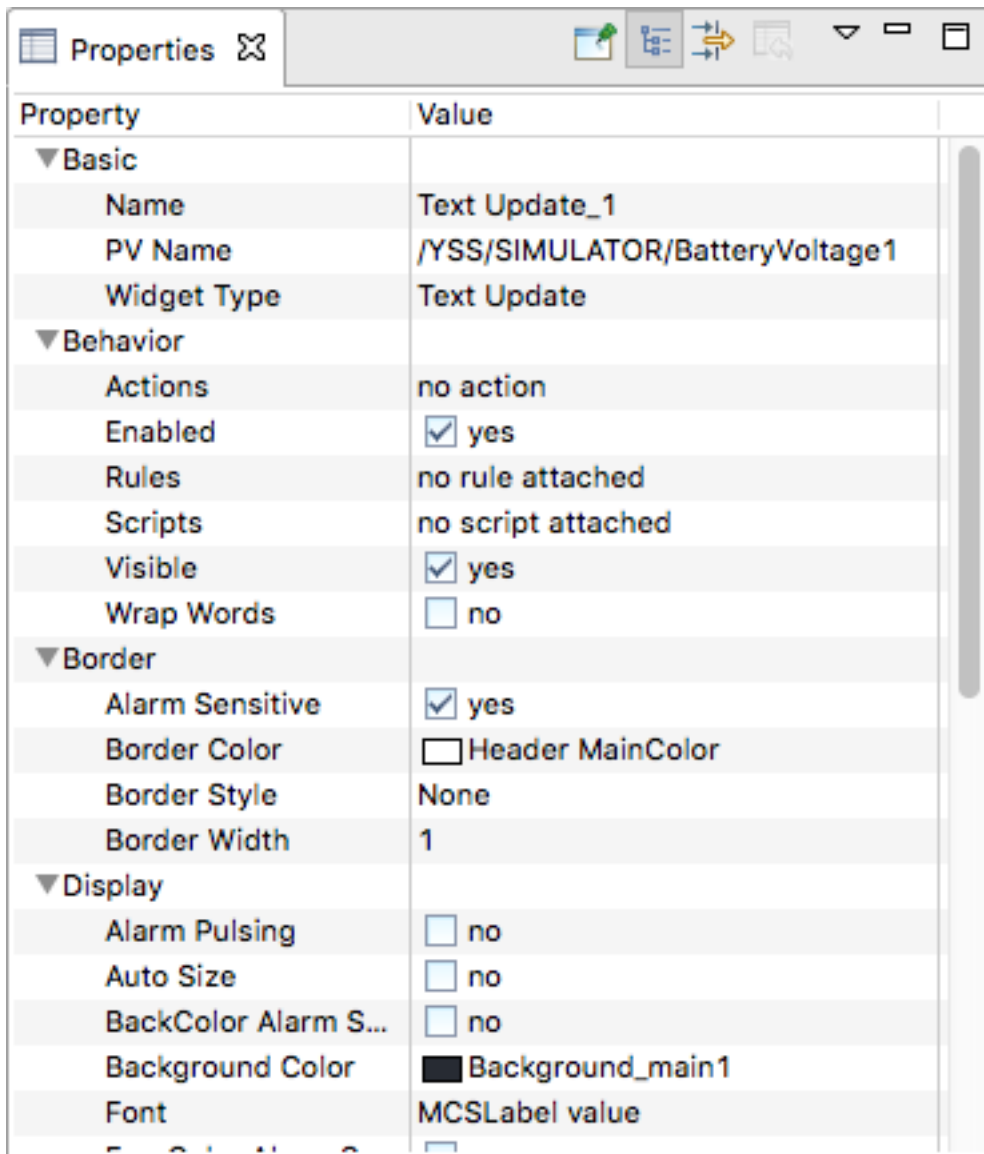 Properties
Property Value
Basic
Name Text Update_1
PV Name /YSS/SIMULATOR/BatteryVoltage1
Widget Type Text Update
Behavior
Actions no action
Enabled yes
Rules no rule attached
Scripts no script attached
Visible yes
Wrap Words no
Border
Alarm Sensitive yes
Border Color Header MainColor
Border Style None
Border Width 1
Display
Alarm Pulsing no
Auto Size no
BackColor Alarm S... no
Background Color Background_main1
Font MCSLabel value